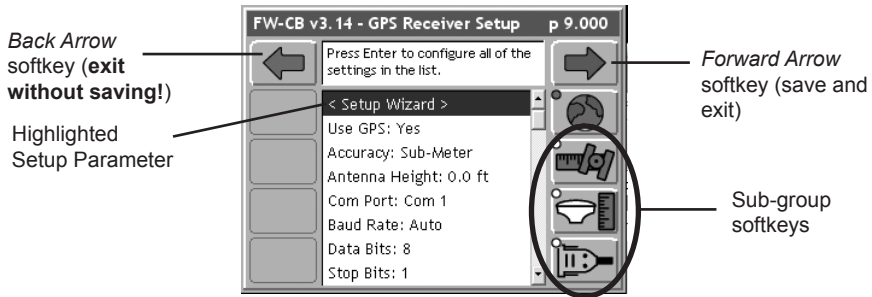 FW-CB v3.14 - GPS Receiver Setup p 9.000
Back Arrow
softkey (exit
without saving!)
Press Enter to configure all of the
settings in the list.
Forward Arrow
softkey (save and
exit)
Highlighted
Setup Parameter
< Setup Wizard >
Use GPS: Yes
Accuracy: Sub-Meter
Antenna Height: 0.0 ft
Com Port: Com 1
Baud Rate: Auto
Data Bits: 8
Stop Bits: 1
Sub-group
softkeys